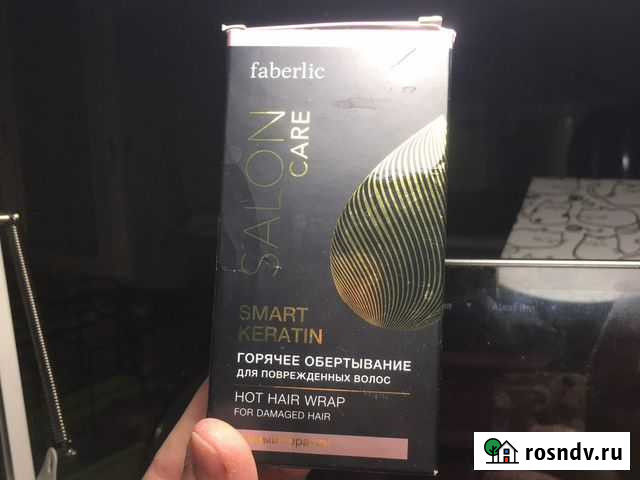 faberlic
SALON
CARE
SMART
KERATIN
ГОРЯЧЕЕ ОБЕРТЫВАНИЕ
ДЛЯ ПОВРЕЖДЕННЫХ ВОЛОС
HOT HAIR WRAP
FOR DAMAGED HAIR
rosndv.ru